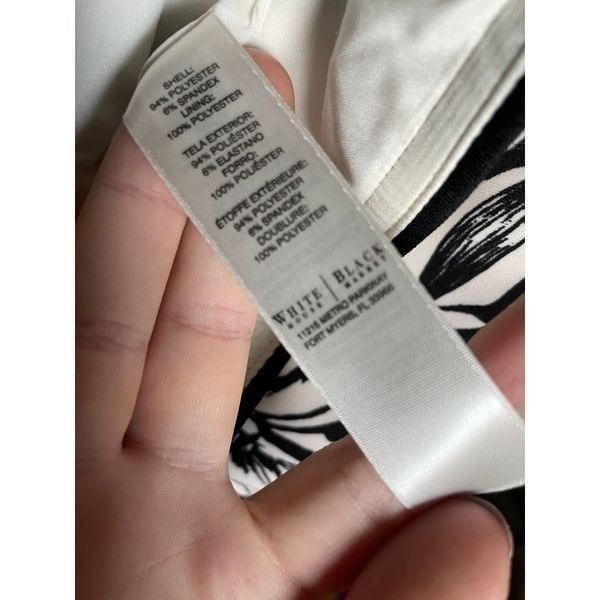 SHELL:
94% POLYESTER
6% SPANDEX
LINING:
100% POLYESTER
TELA EXTERIOR:
94% POLIÉSTER
6% ELASTANO
FORRO:
100% POLIÉSTER
ÉTOFFE EXTÉRIEURE:
94% POLYESTER
6% SPANDEX
DOUBLURE:
100% POLYESTER
WHITE | BLACK
HOUSE | MARKET
11215 METRO PARKWAY
FORT MYERS, FL 33966